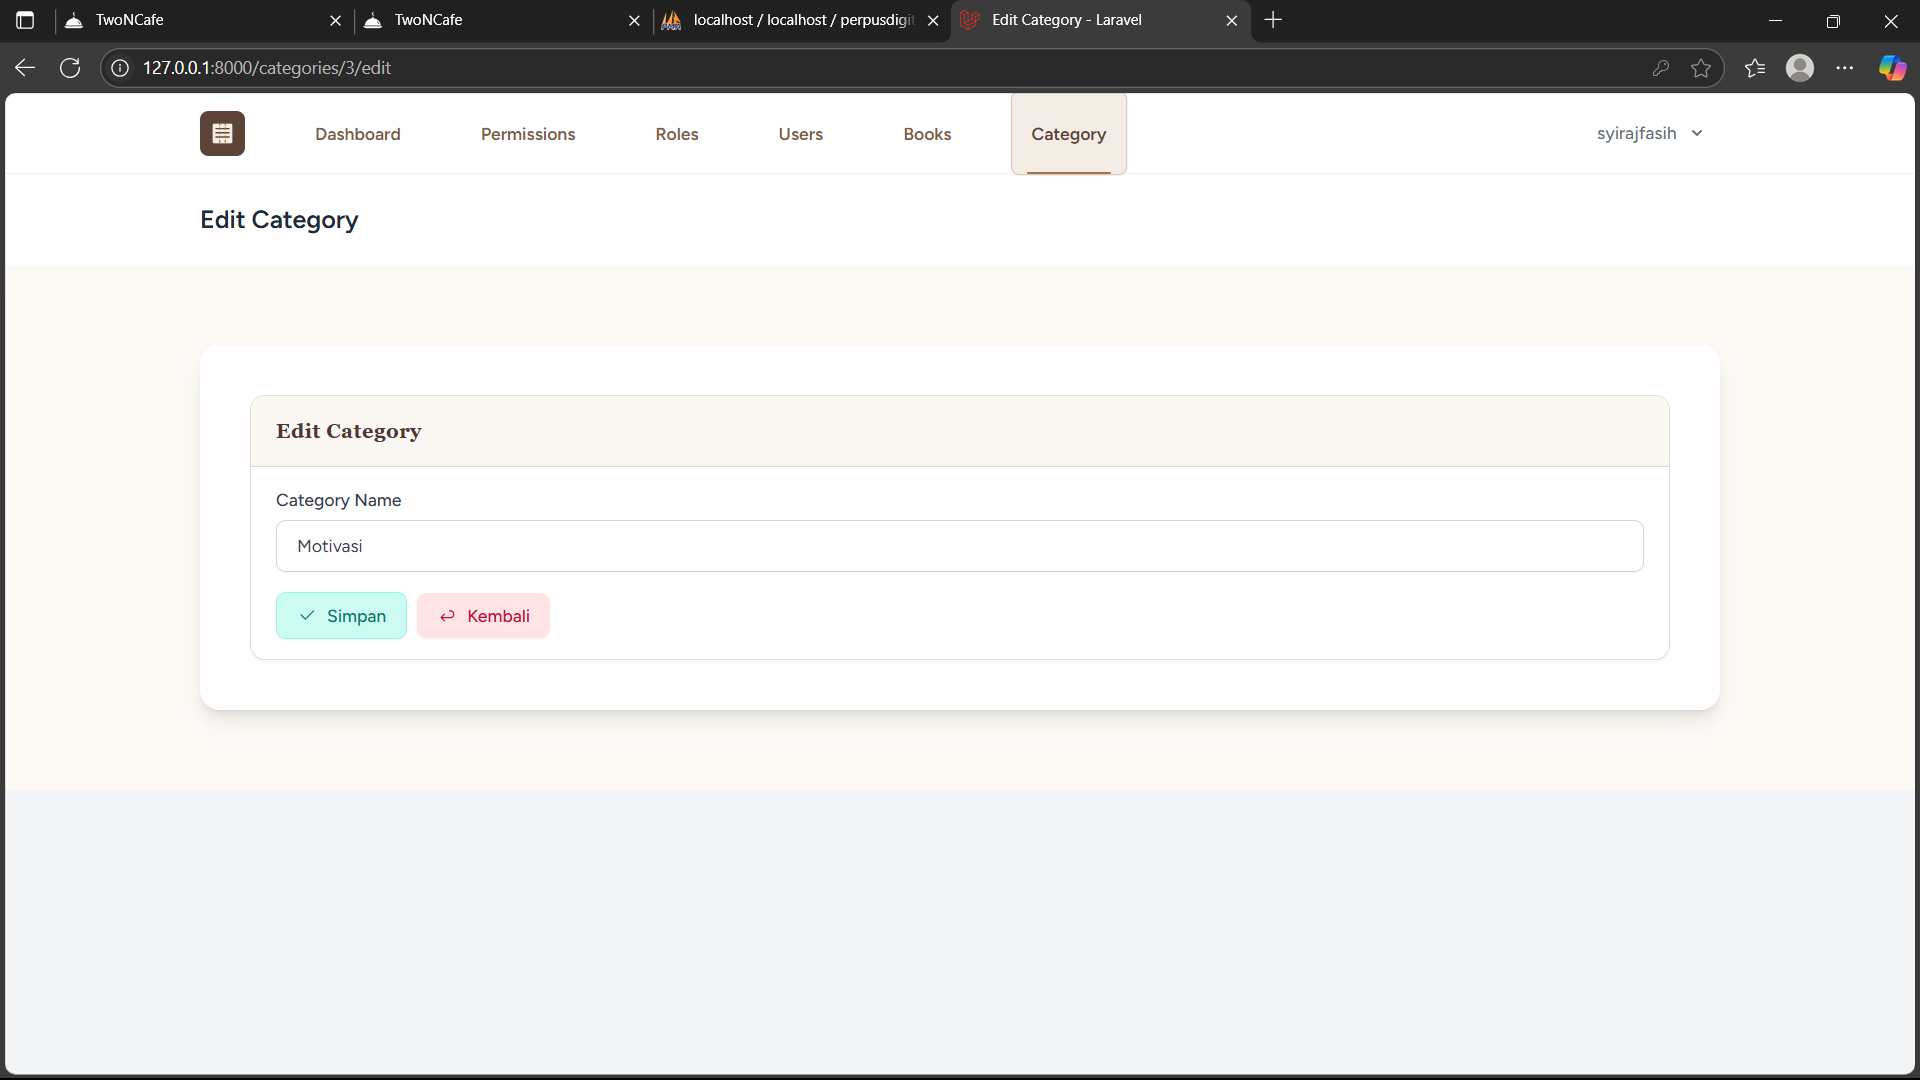 TwoNCafe
TwoNCafe
localhost / localhost / perpusdigit
Edit Category - Laravel
127.0.0.1:8000/categories/3/edit
Dashboard
Permissions
Roles
Users
Books
Category
syirajfasih
Edit Category
Edit Category
Category Name
Motivasi
Simpan
Kembali